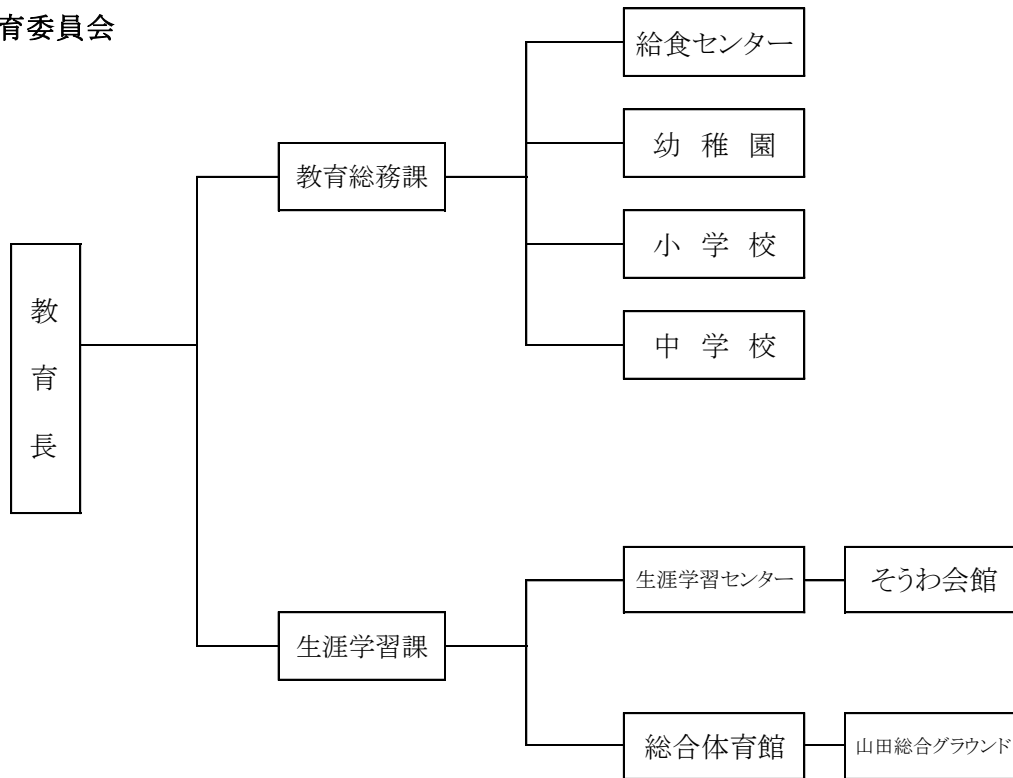 育委員会
給食センター
幼稚園
教育総務課
小学校
教育長
中学校
生涯学習センター
そうわ会館
生涯学習課
総合体育館
山田総合グラウンド